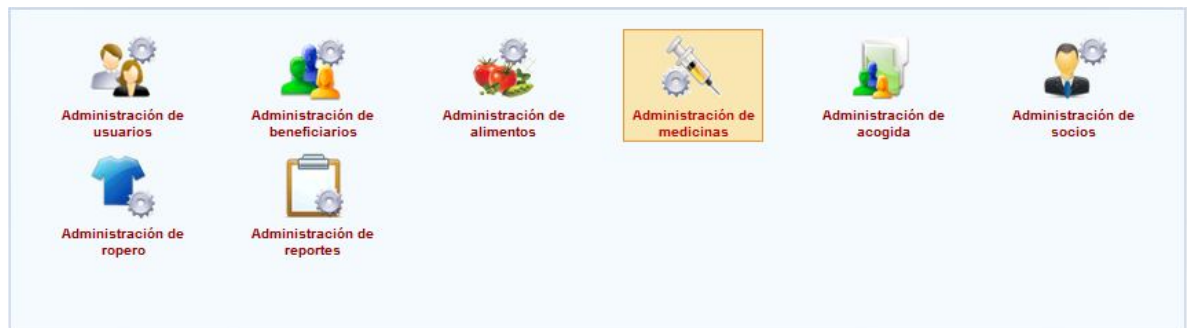 Administración de
usuarios
Administración de
beneficiarios
Administración de
alimentos
Administración de
medicinas
Administración de
acogida
Administración de
socios
Administración de
ropero
Administración de
reportes